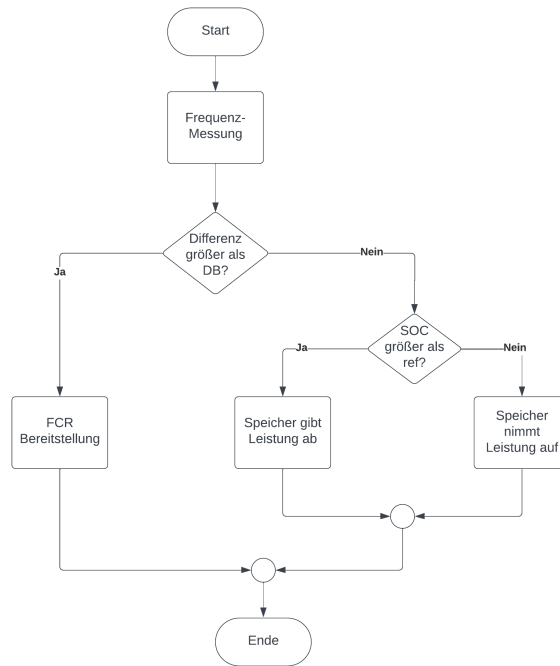 Start
Frequenz-
Messung
Differenz
größer als
DB?
Nein
Ja
SOC
größer als
ref?
Ja
Nein
FCR
Bereitstellung
Speicher gibt
Leistung ab
Speicher
nimmt
Leistung auf
Ende